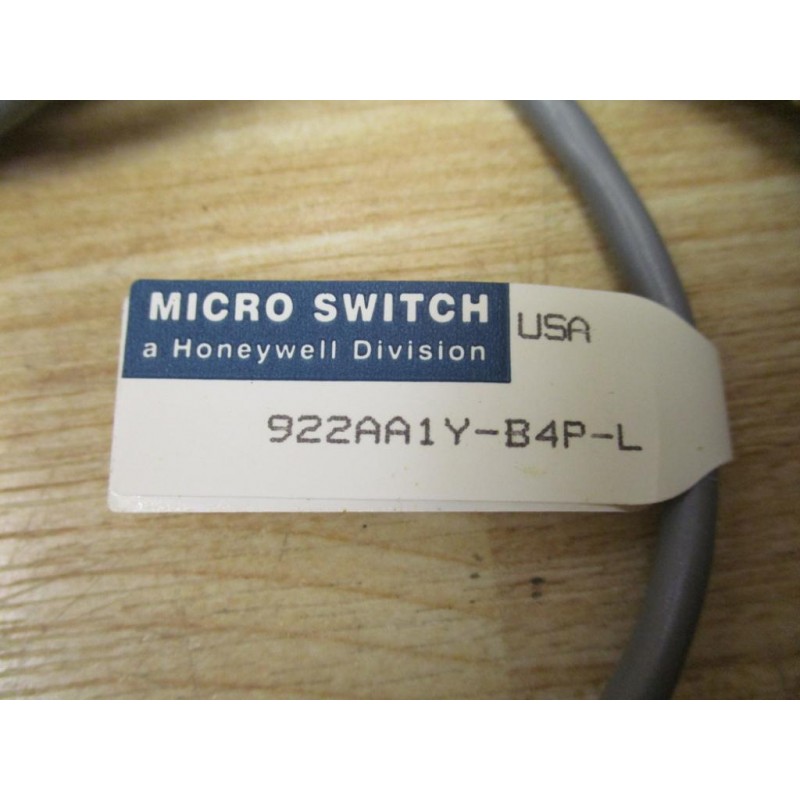 MICRO SWITCH
a Honeywell Division
USA
922AA1Y-B4P-L